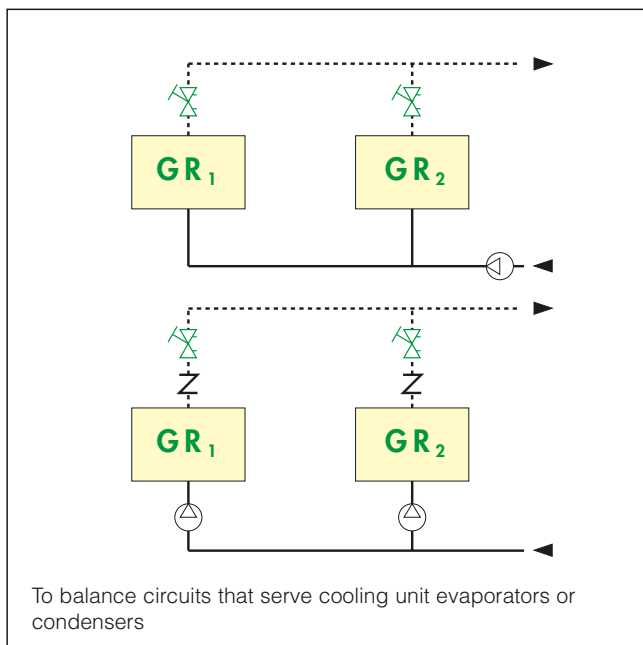 GR₁ GR₂
GR₁ GR₂
To balance circuits that serve cooling unit evaporators or
condensers